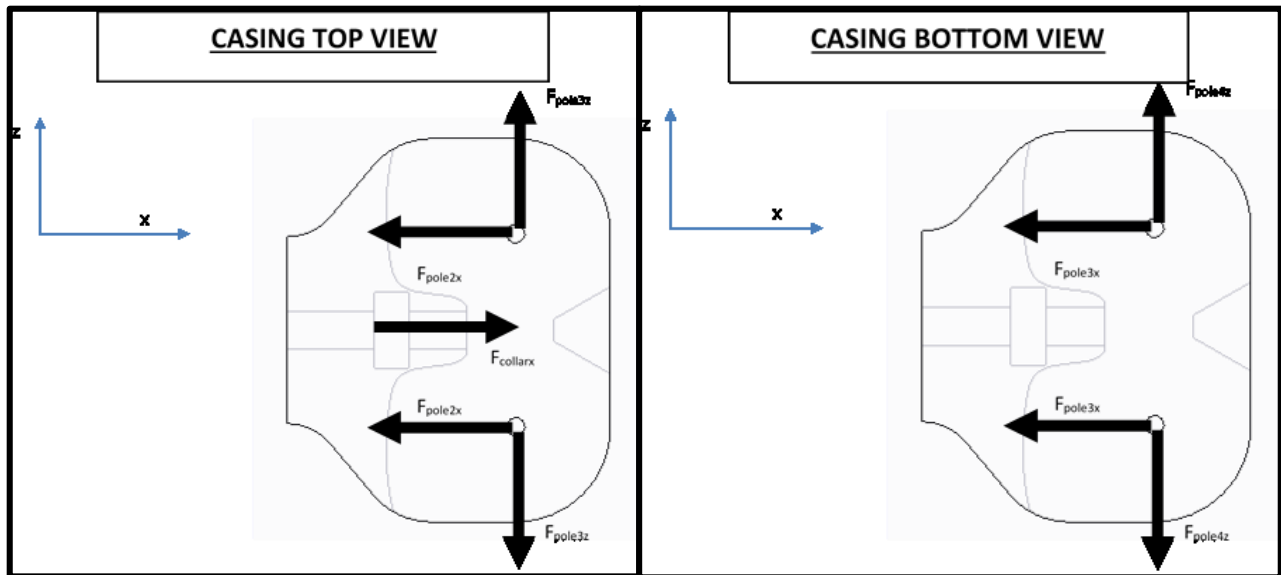 CASING TOP VIEW
Fpole3z
z
x
Fpole2x
Fcollarx
Fpole2x
Fpole3z
CASING BOTTOM VIEW
Fpole4z
z
x
Fpole3x
Fpole3x
Fpole4z